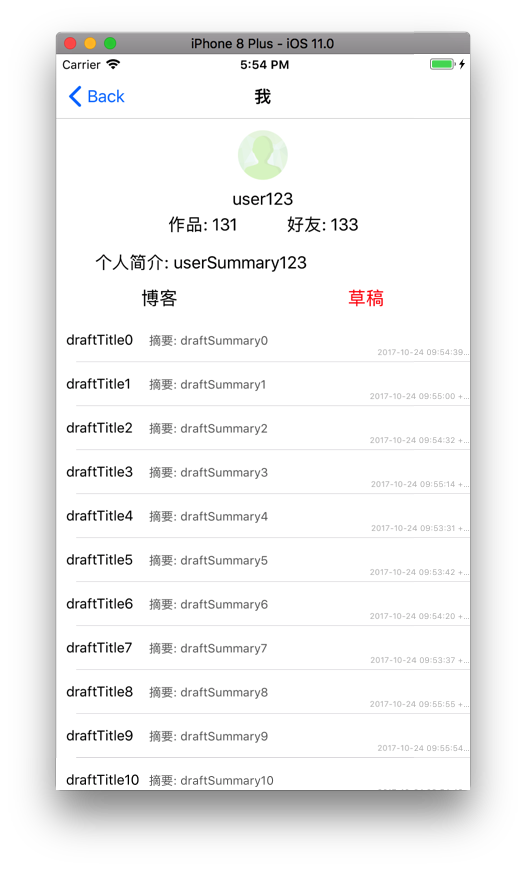 iPhone 8 Plus - iOS 11.0
Carrier 5:54 PM
Back 我
user123
作品: 131 好友: 133
个人简介: userSummary123
博客 草稿
draftTitle0 摘要: draftSummary0
2017-10-24 09:54:39...
draftTitle1 摘要: draftSummary1
2017-10-24 09:55:00 +...
draftTitle2 摘要: draftSummary2
2017-10-24 09:54:32 +...
draftTitle3 摘要: draftSummary3
2017-10-24 09:55:14 +...
draftTitle4 摘要: draftSummary4
2017-10-24 09:53:31 +...
draftTitle5 摘要: draftSummary5
2017-10-24 09:53:42 +...
draftTitle6 摘要: draftSummary6
2017-10-24 09:54:20 +...
draftTitle7 摘要: draftSummary7
2017-10-24 09:53:37 +...
draftTitle8 摘要: draftSummary8
2017-10-24 09:55:55 +...
draftTitle9 摘要: draftSummary9
2017-10-24 09:55:54...
draftTitle10 摘要: draftSummary10